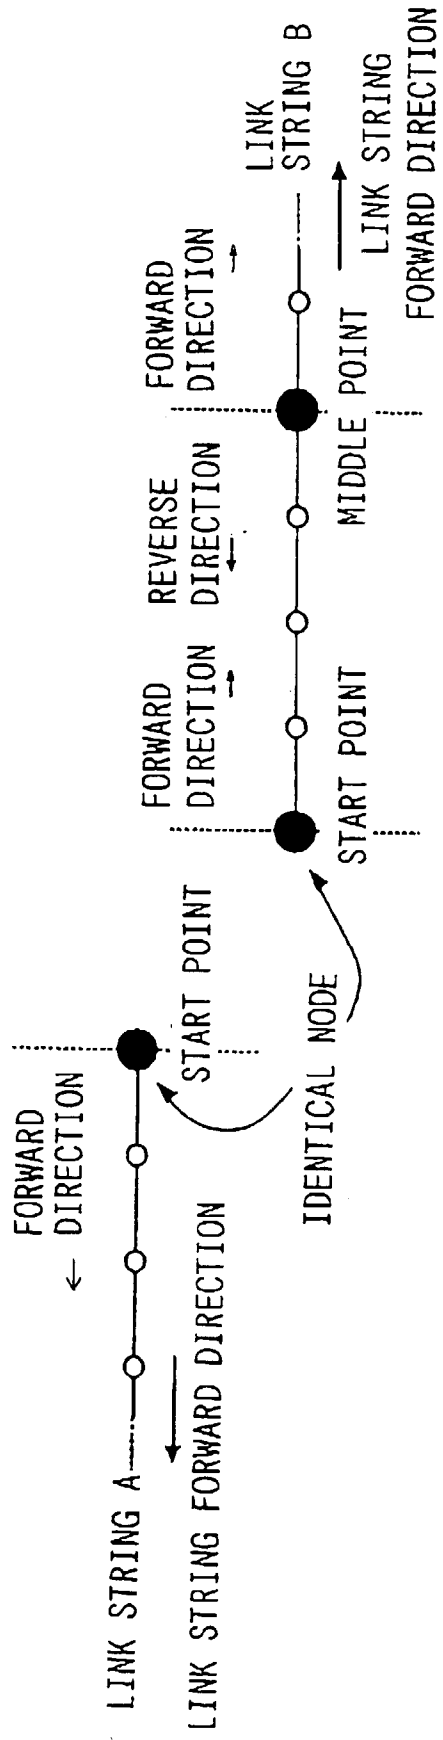 LINK STRING A
FORWARD
DIRECTION
LINK STRING FORWARD DIRECTION
START POINT
IDENTICAL NODE
START POINT
FORWARD
DIRECTION
REVERSE
DIRECTION
MIDDLE POINT
FORWARD
DIRECTION
LINK
STRING B
LINK STRING
FORWARD DIRECTION